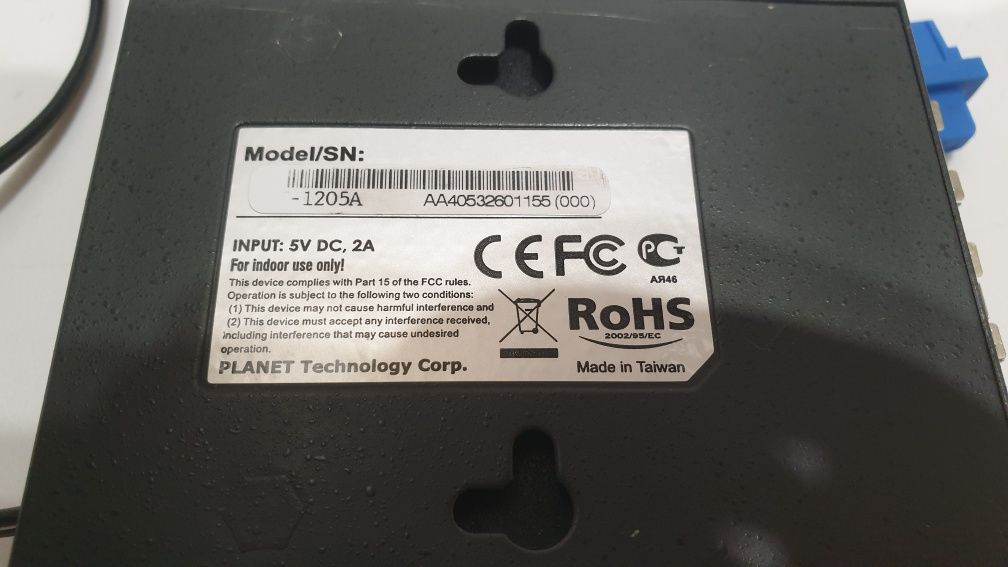 Model/SN:
-1205A AA40532601155 (000)
INPUT: 5V DC, 2A
For indoor use only!
This device complies with Part 15 of the FCC rules.
Operation is subject to the following two conditions:
(1) This device may not cause harmful interference and
(2) This device must accept any interference received,
including interference that may cause undesired
operation.
PLANET Technology Corp.
CE FC PCT
АЯ46
RoHS
2002/95/EC
Made in Taiwan